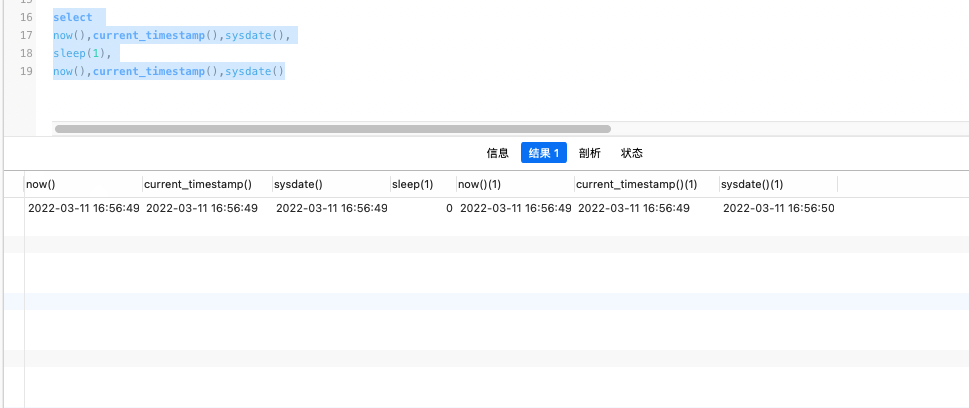 15
16 select
17 now(),current_timestamp(),sysdate(),
18 sleep(1),
19 now(),current_timestamp(),sysdate()
信息 结果 1 剖析 状态
now() current_timestamp() sysdate() sleep(1) now()(1) current_timestamp()(1) sysdate()(1)
2022-03-11 16:56:49 2022-03-11 16:56:49 2022-03-11 16:56:49 0 2022-03-11 16:56:49 2022-03-11 16:56:49 2022-03-11 16:56:50